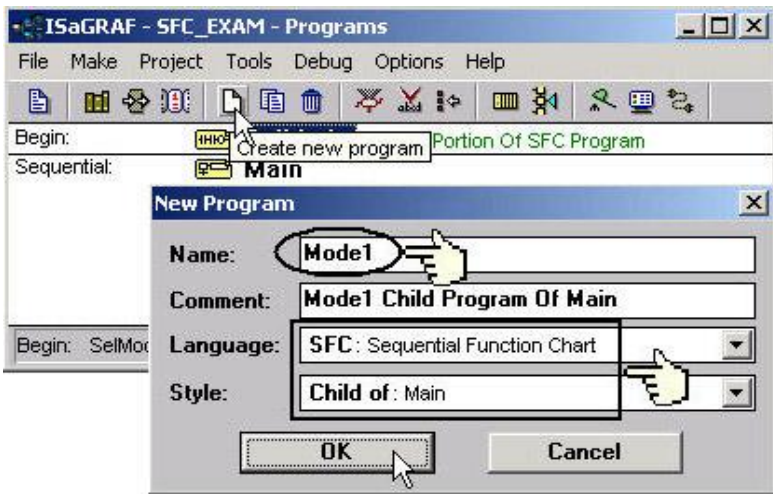 ISaGRAF - SFC_EXAM - Programs
File Make Project Tools Debug Options Help
Begin: Portion Of SFC Program
Create new program
Sequential: Main
New Program
Name: Mode1
Comment: Mode1 Child Program Of Main
Begin: SelMo
Language: SFC : Sequential Function Chart
Style: Child of : Main
OK Cancel